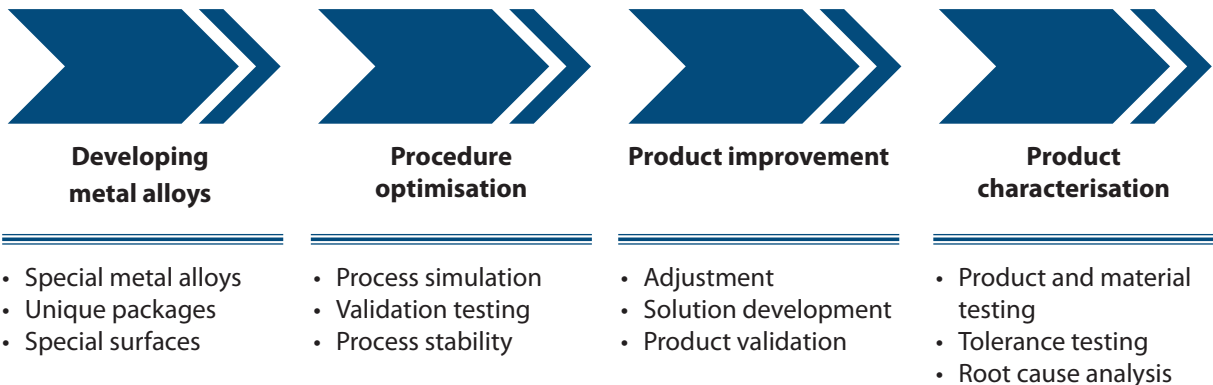 Developing
metal alloys
• Special metal alloys
• Unique packages
• Special surfaces
Procedure
optimisation
• Process simulation
• Validation testing
• Process stability
Product improvement
• Adjustment
• Solution development
• Product validation
Product
characterisation
• Product and material
testing
• Tolerance testing
• Root cause analysis